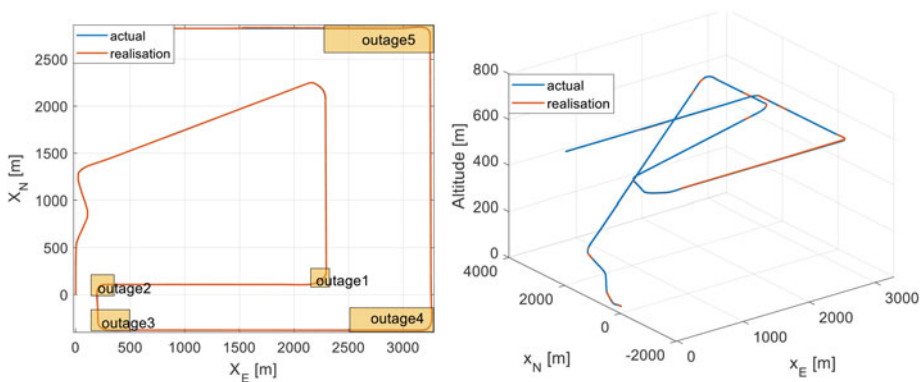 actual
realisation
outage5
2500
2000
1500
1000
500
0
X_N [m]
outage1
outage2
outage3
outage4
0
500
1000
1500
2000
2500
3000
X_E [m]
800
600
400
200
0
Altitude [m]
actual
realisation
4000
2000
0
-2000
x_N [m]
0
1000
2000
3000
x_E [m]